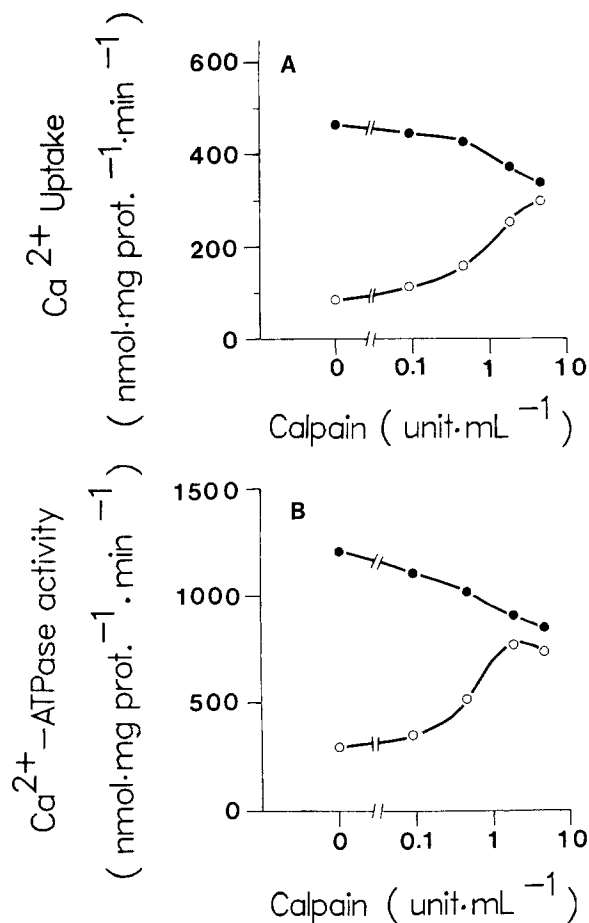 A
Ca 2+ Uptake
( nmol·mg prot. −1·min −1 )
600
400
200
0
0 0.1 1 10
Calpain ( unit·mL −1 )
B
Ca2+ –ATPase activity
( nmol·mg prot.−1 . min −1 )
1500
1000
500
0
0 0.1 1 10
Calpain ( unit·mL −1 )